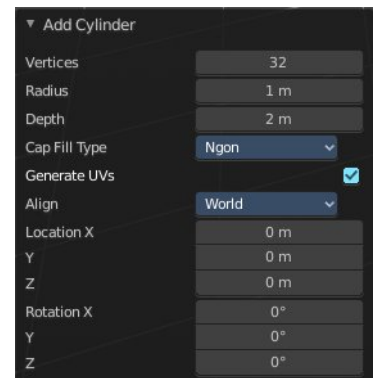 ▼ Add Cylinder
Vertices 32
Radius 1 m
Depth 2 m
Cap Fill Type Ngon
Generate UVs
Align World
Location X 0 m
Y 0 m
Z 0 m
Rotation X 0°
Y 0°
Z 0°